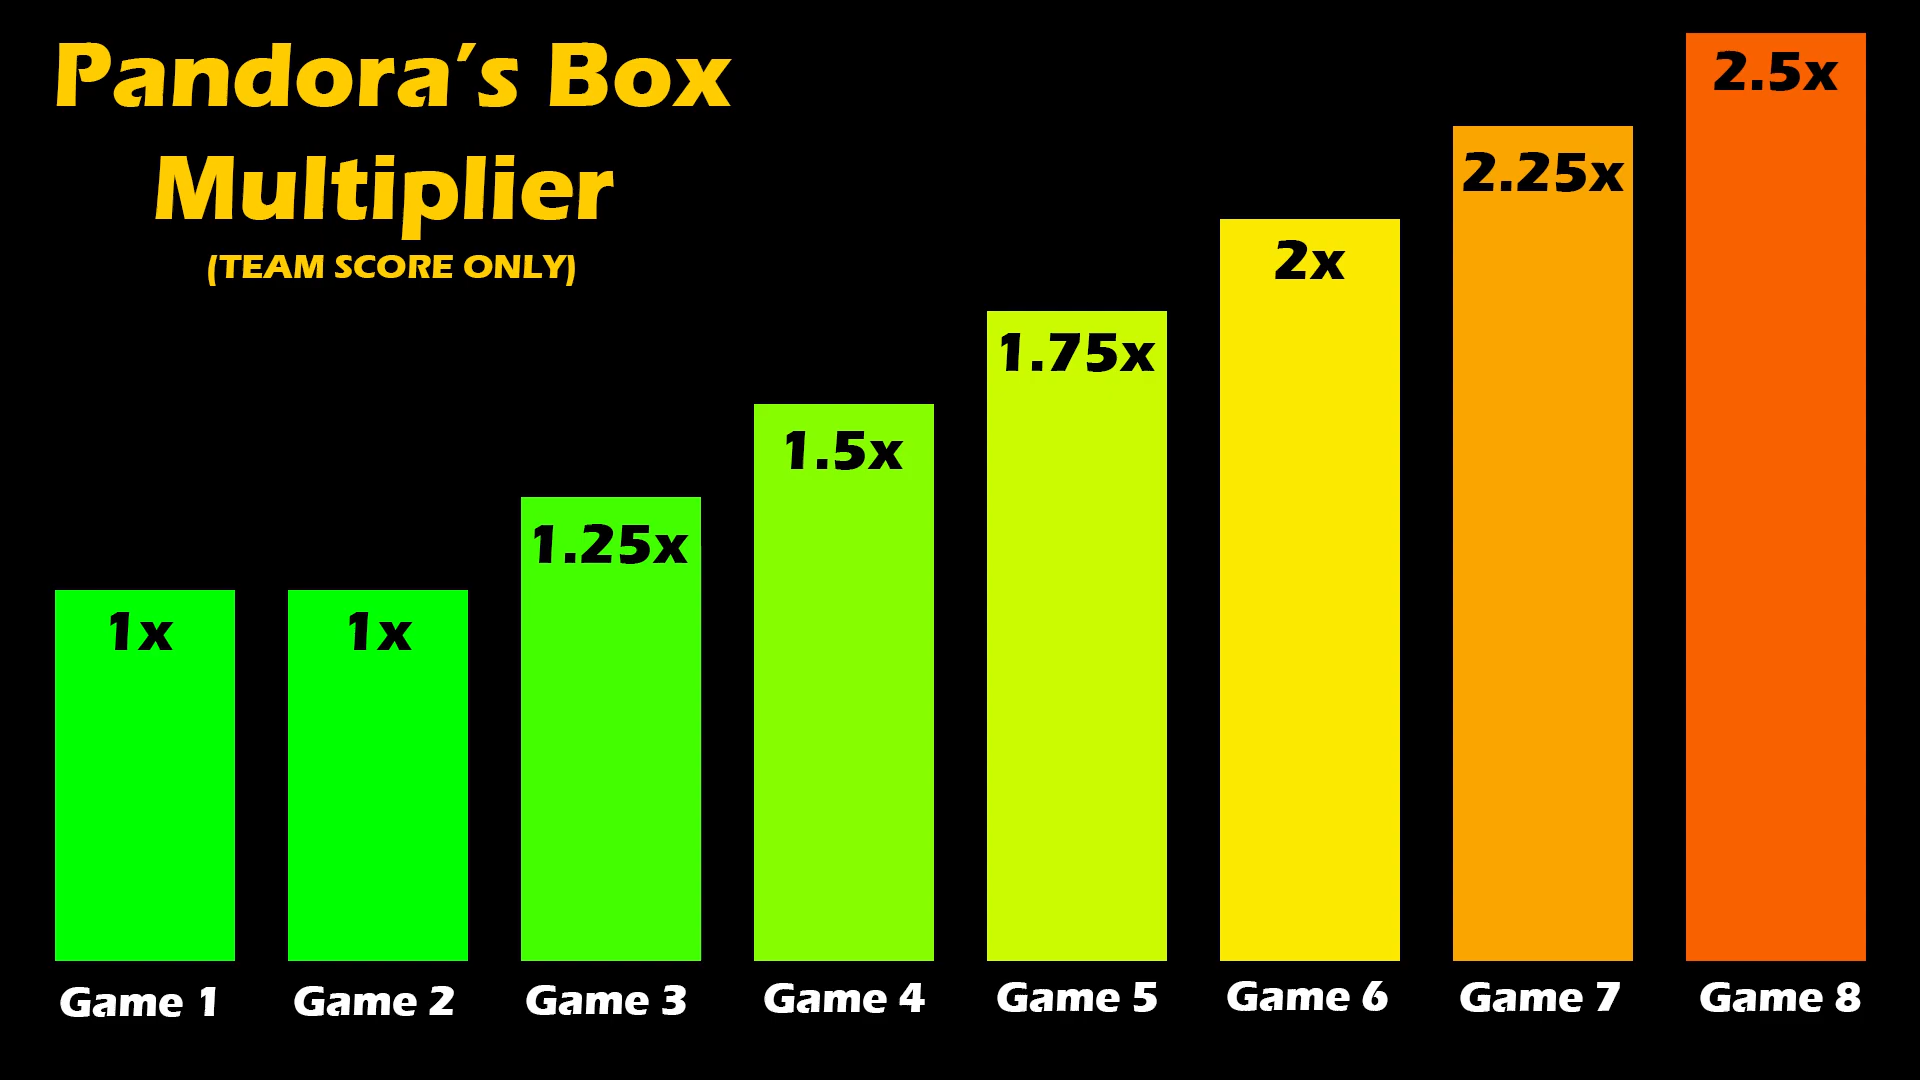 Pandora's Box
Multiplier
(TEAM SCORE ONLY)
1x
1x
1.25x
1.5x
1.75x
2x
2.25x
2.5x
Game 1
Game 2
Game 3
Game 4
Game 5
Game 6
Game 7
Game 8